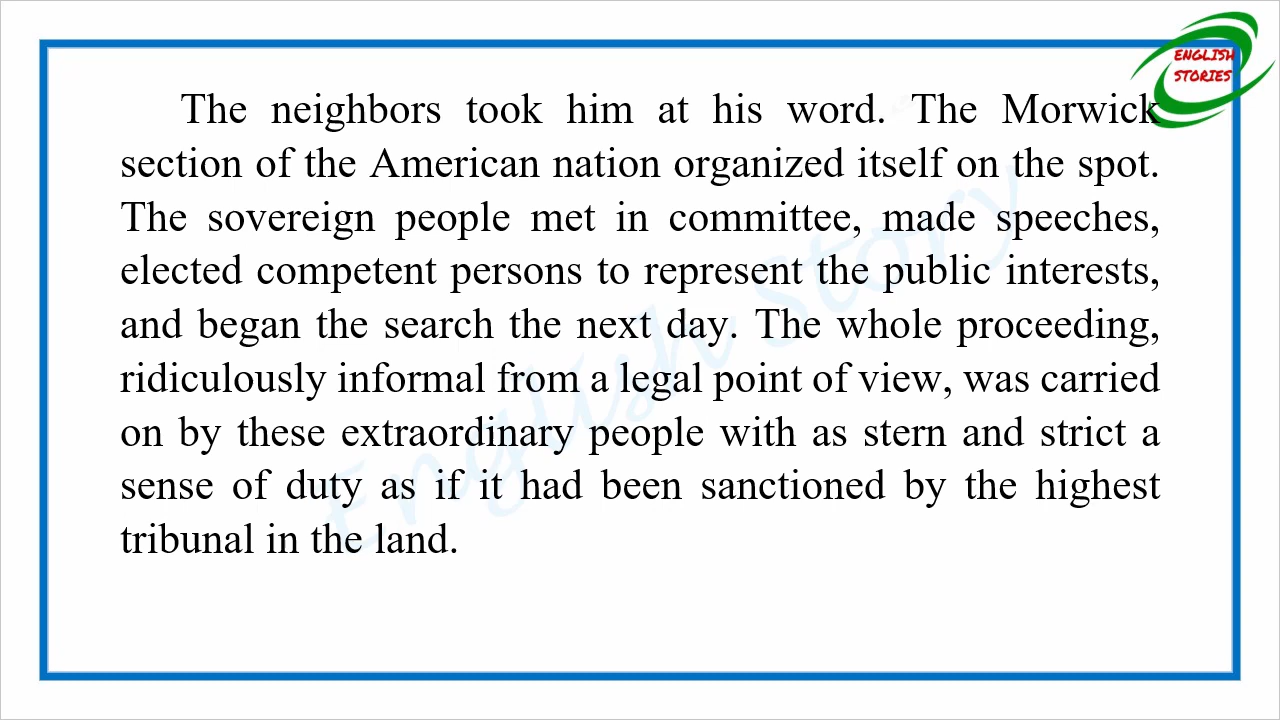 ENGLISH
STORIES
The neighbors took him at his word. The Morwick
section of the American nation organized itself on the spot.
The sovereign people met in committee, made speeches,
elected competent persons to represent the public interests,
and began the search the next day. The whole proceeding,
ridiculously informal from a legal point of view, was carried
on by these extraordinary people with as stern and strict a
sense of duty as if it had been sanctioned by the highest
tribunal in the land.
English Story